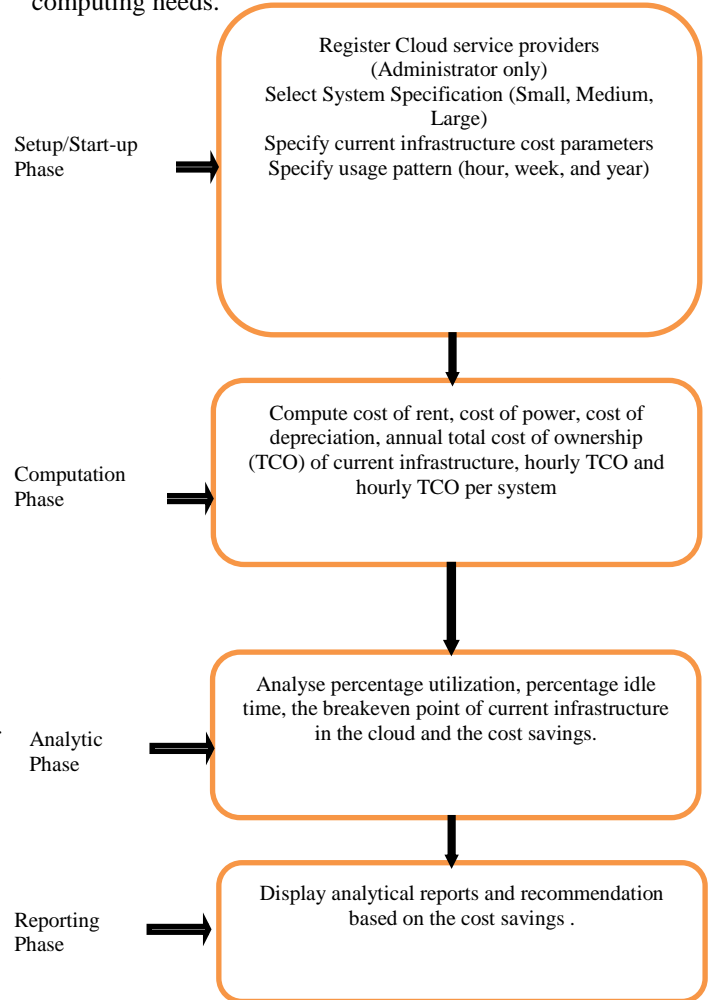 computing needs.
Register Cloud service providers
(Administrator only)
Select System Specification (Small, Medium,
Large)
Specify current infrastructure cost parameters
Specify usage pattern (hour, week, and year)
Setup/Start-up
Phase
Compute cost of rent, cost of power, cost of
depreciation, annual total cost of ownership
(TCO) of current infrastructure, hourly TCO and
hourly TCO per system
Computation
Phase
Analyse percentage utilization, percentage idle
time, the breakeven point of current infrastructure
in the cloud and the cost savings.
Analytic
Phase
Display analytical reports and recommendation
based on the cost savings .
Reporting
Phase